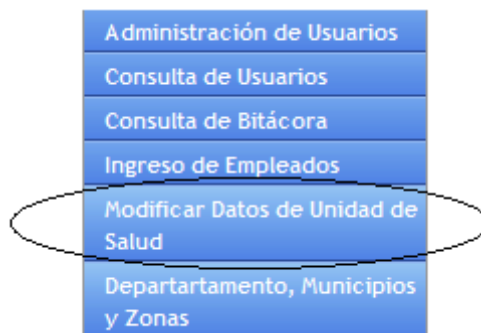 Administración de Usuarios
Consulta de Usuarios
Consulta de Bitácora
Ingreso de Empleados
Modificar Datos de Unidad de
Salud
Departartamento, Municipios
y Zonas